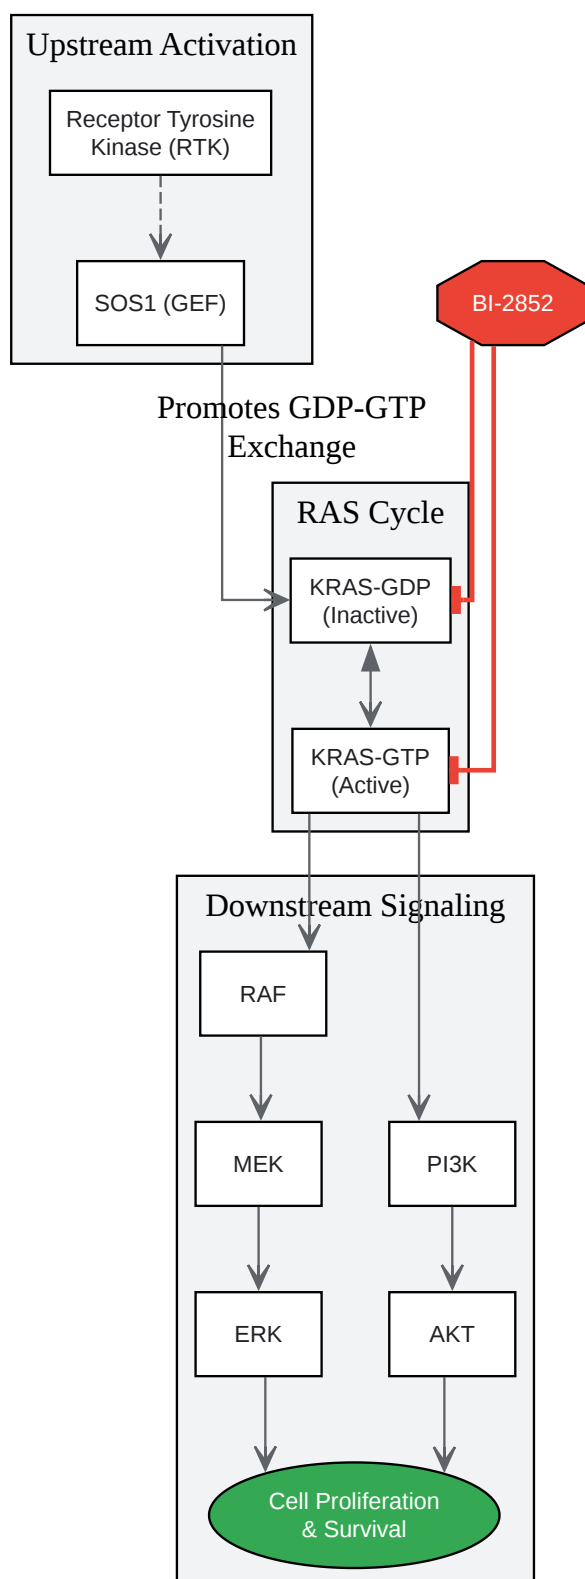 Upstream Activation
Receptor Tyrosine
Kinase (RTK)
SOS1 (GEF)
BI-2852
Promotes GDP-GTP
Exchange
RAS Cycle
KRAS-GDP
(Inactive)
KRAS-GTP
(Active)
Downstream Signaling
RAF
MEK
PI3K
ERK
AKT
Cell Proliferation
& Survival